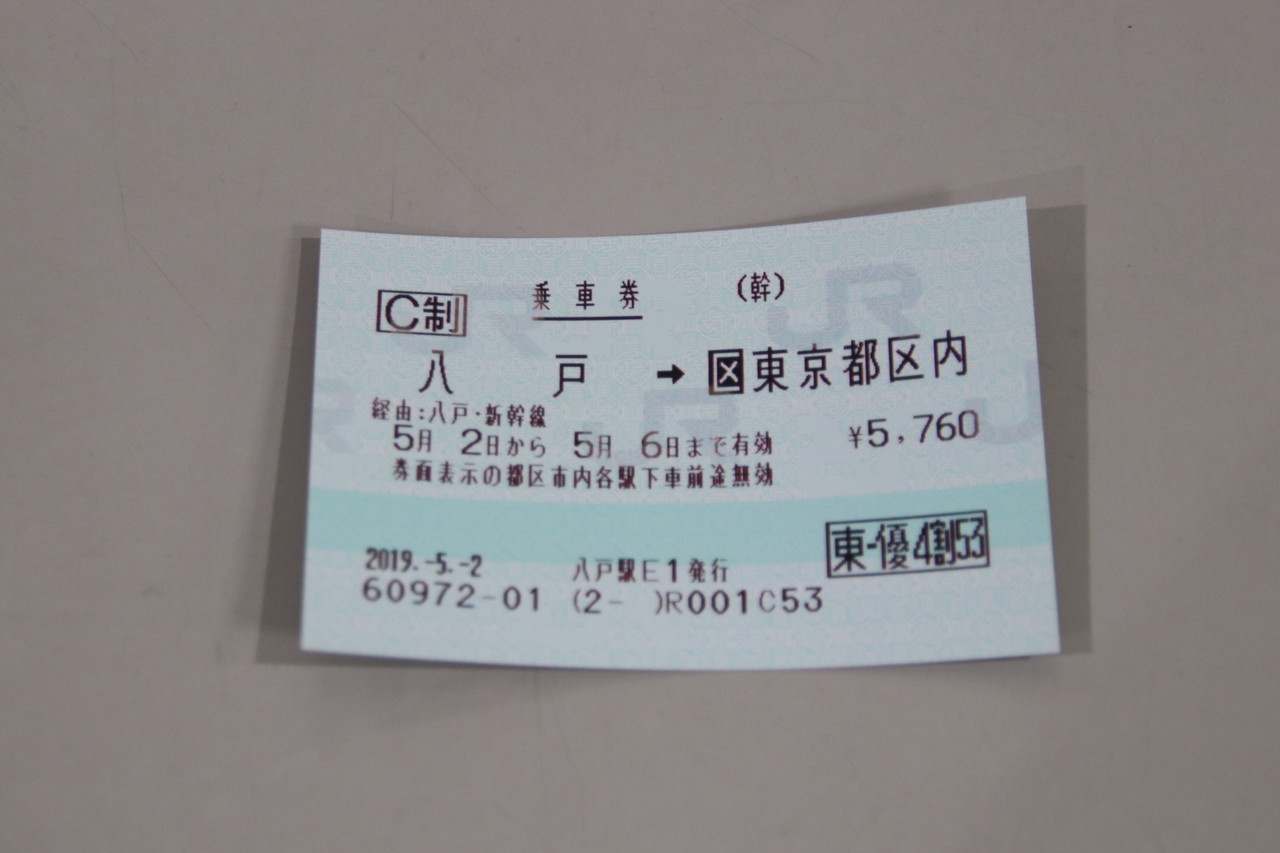 C制 乗車券 (幹)
八戸 → 区東京都区内
経由:八戸・新幹線
5月 2日から 5月 6日まで有効 ¥5,760
券面表示の都区市内各駅下車前途無効
東-優4割53
2019.-5.-2 八戸駅E1発行
60972-01 (2- )R001C53